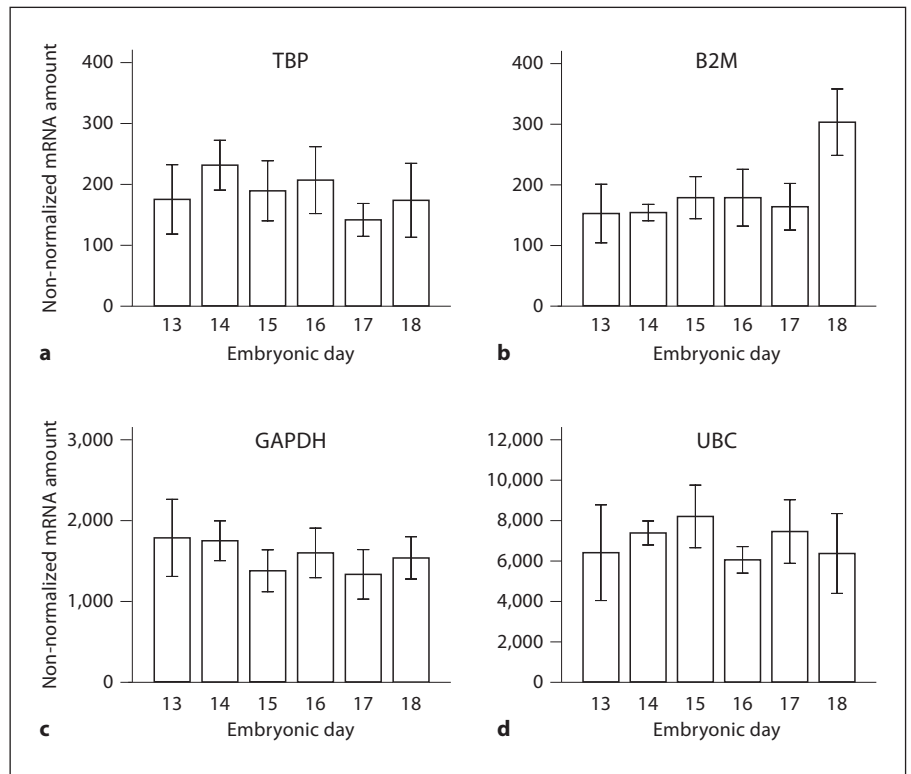 TBP
Non-normalized mRNA amount
400
300
200
100
0
13 14 15 16 17 18
Embryonic day
a
B2M
400
300
200
100
0
13 14 15 16 17 18
Embryonic day
b
GAPDH
Non-normalized mRNA amount
3,000
2,000
1,000
0
13 14 15 16 17 18
Embryonic day
c
UBC
12,000
10,000
8,000
6,000
4,000
2,000
0
13 14 15 16 17 18
Embryonic day
d